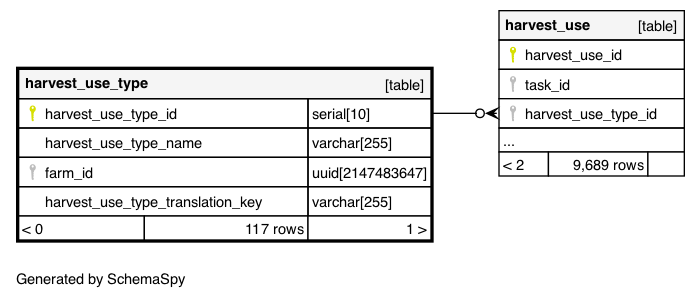 harvest_use [table]
harvest_use_id
task_id
harvest_use_type_id
...
< 2 9,689 rows
harvest_use_type [table]
harvest_use_type_id serial[10]
harvest_use_type_name varchar[255]
farm_id uuid[2147483647]
harvest_use_type_translation_key varchar[255]
< 0 117 rows 1 >
Generated by SchemaSpy